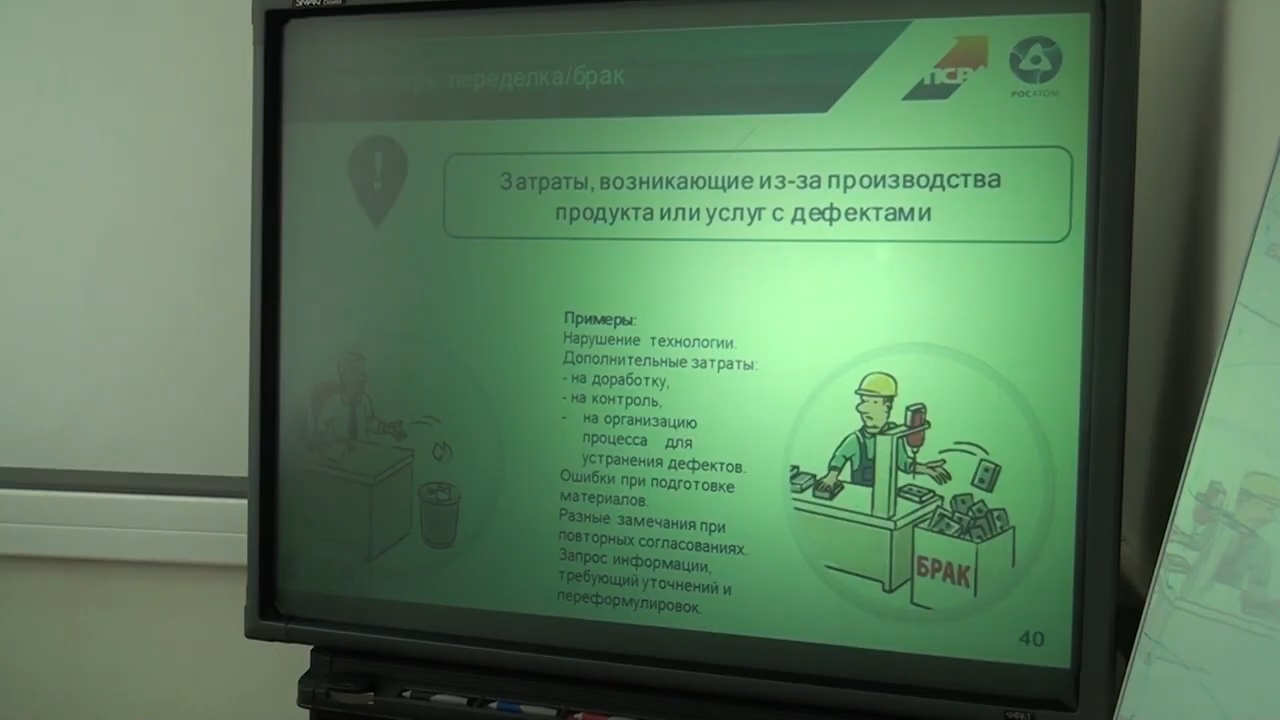 SMART Board
переделка/брак
ПСР
РОСАТОМ
Затраты, возникающие из-за производства
продукта или услуг с дефектами
Примеры:
Нарушение технологии.
Дополнительные затраты:
- на доработку,
- на контроль,
- на организацию
процесса для
устранения дефектов.
Ошибки при подготовке
материалов.
Разные замечания при
повторных согласованиях.
Запрос информации,
требующий уточнений и
переформулировок.
БРАК
40